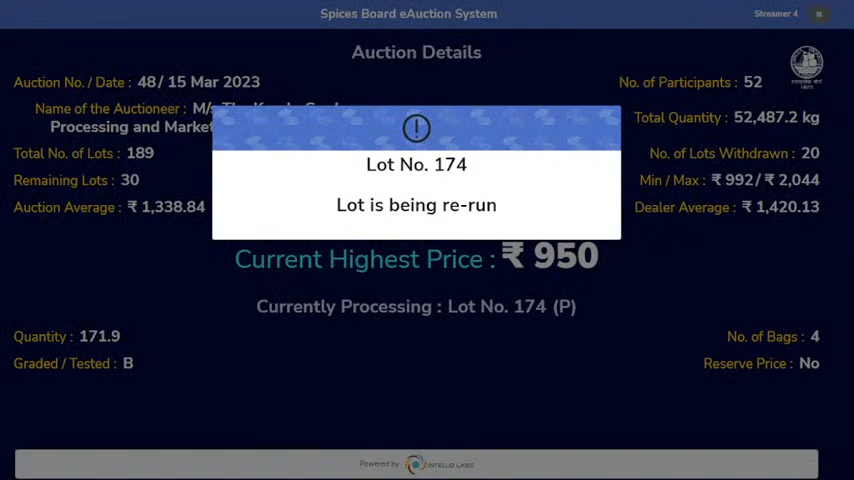 Spices Board eAuction System
Streamer 4
Auction Details
Auction No. / Date : 48/ 15 Mar 2023
No. of Participants : 52
Name of the Auctioneer : M/s
Total Quantity : 52,487.2 kg
Processing and Market
Total No. of Lots : 189
No. of Lots Withdrawn : 20
Remaining Lots : 30
Min / Max : ₹ 992/ ₹ 2,044
Auction Average : ₹ 1,338.84
Dealer Average : ₹ 1,420.13
Lot No. 174
Lot is being re-run
Current Highest Price : ₹ 950
Currently Processing : Lot No. 174 (P)
Quantity : 171.9
No. of Bags : 4
Graded / Tested : B
Reserve Price : No
Powered by INTELLO LABS